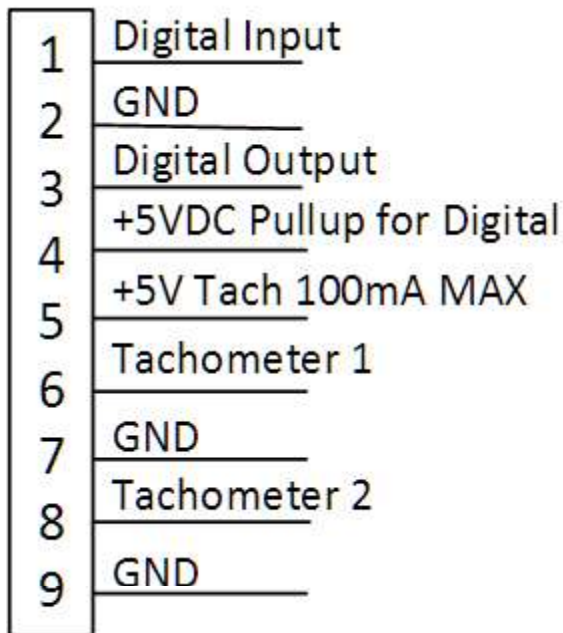 1 Digital Input
2 GND
3 Digital Output
4 +5VDC Pullup for Digital
5 +5V Tach 100mA MAX
6 Tachometer 1
7 GND
8 Tachometer 2
9 GND